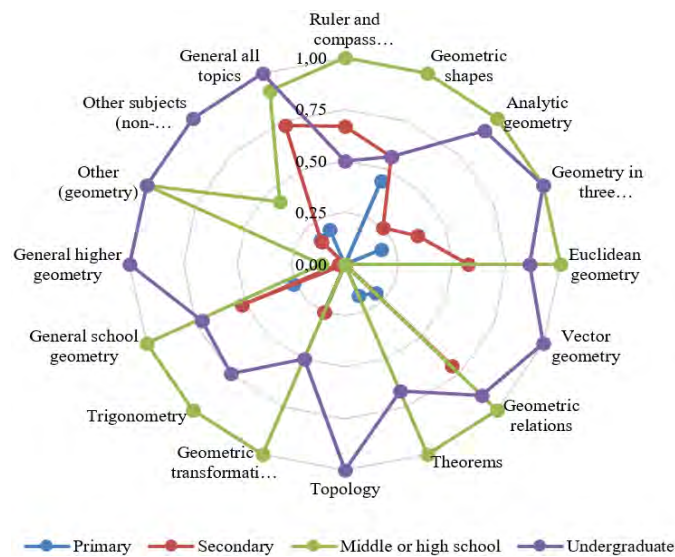 Ruler and
compass…
Geometric
shapes
Analytic
geometry
Geometry in
three…
Euclidean
geometry
Vector
geometry
Geometric
relations
Theorems
Topology
Geometric
transformati…
Trigonometry
General school
geometry
General higher
geometry
Other
(geometry)
Other subjects
(non-…
General all
topics
1,00
0,75
0,50
0,25
0,00
Primary Secondary Middle or high school Undergraduate